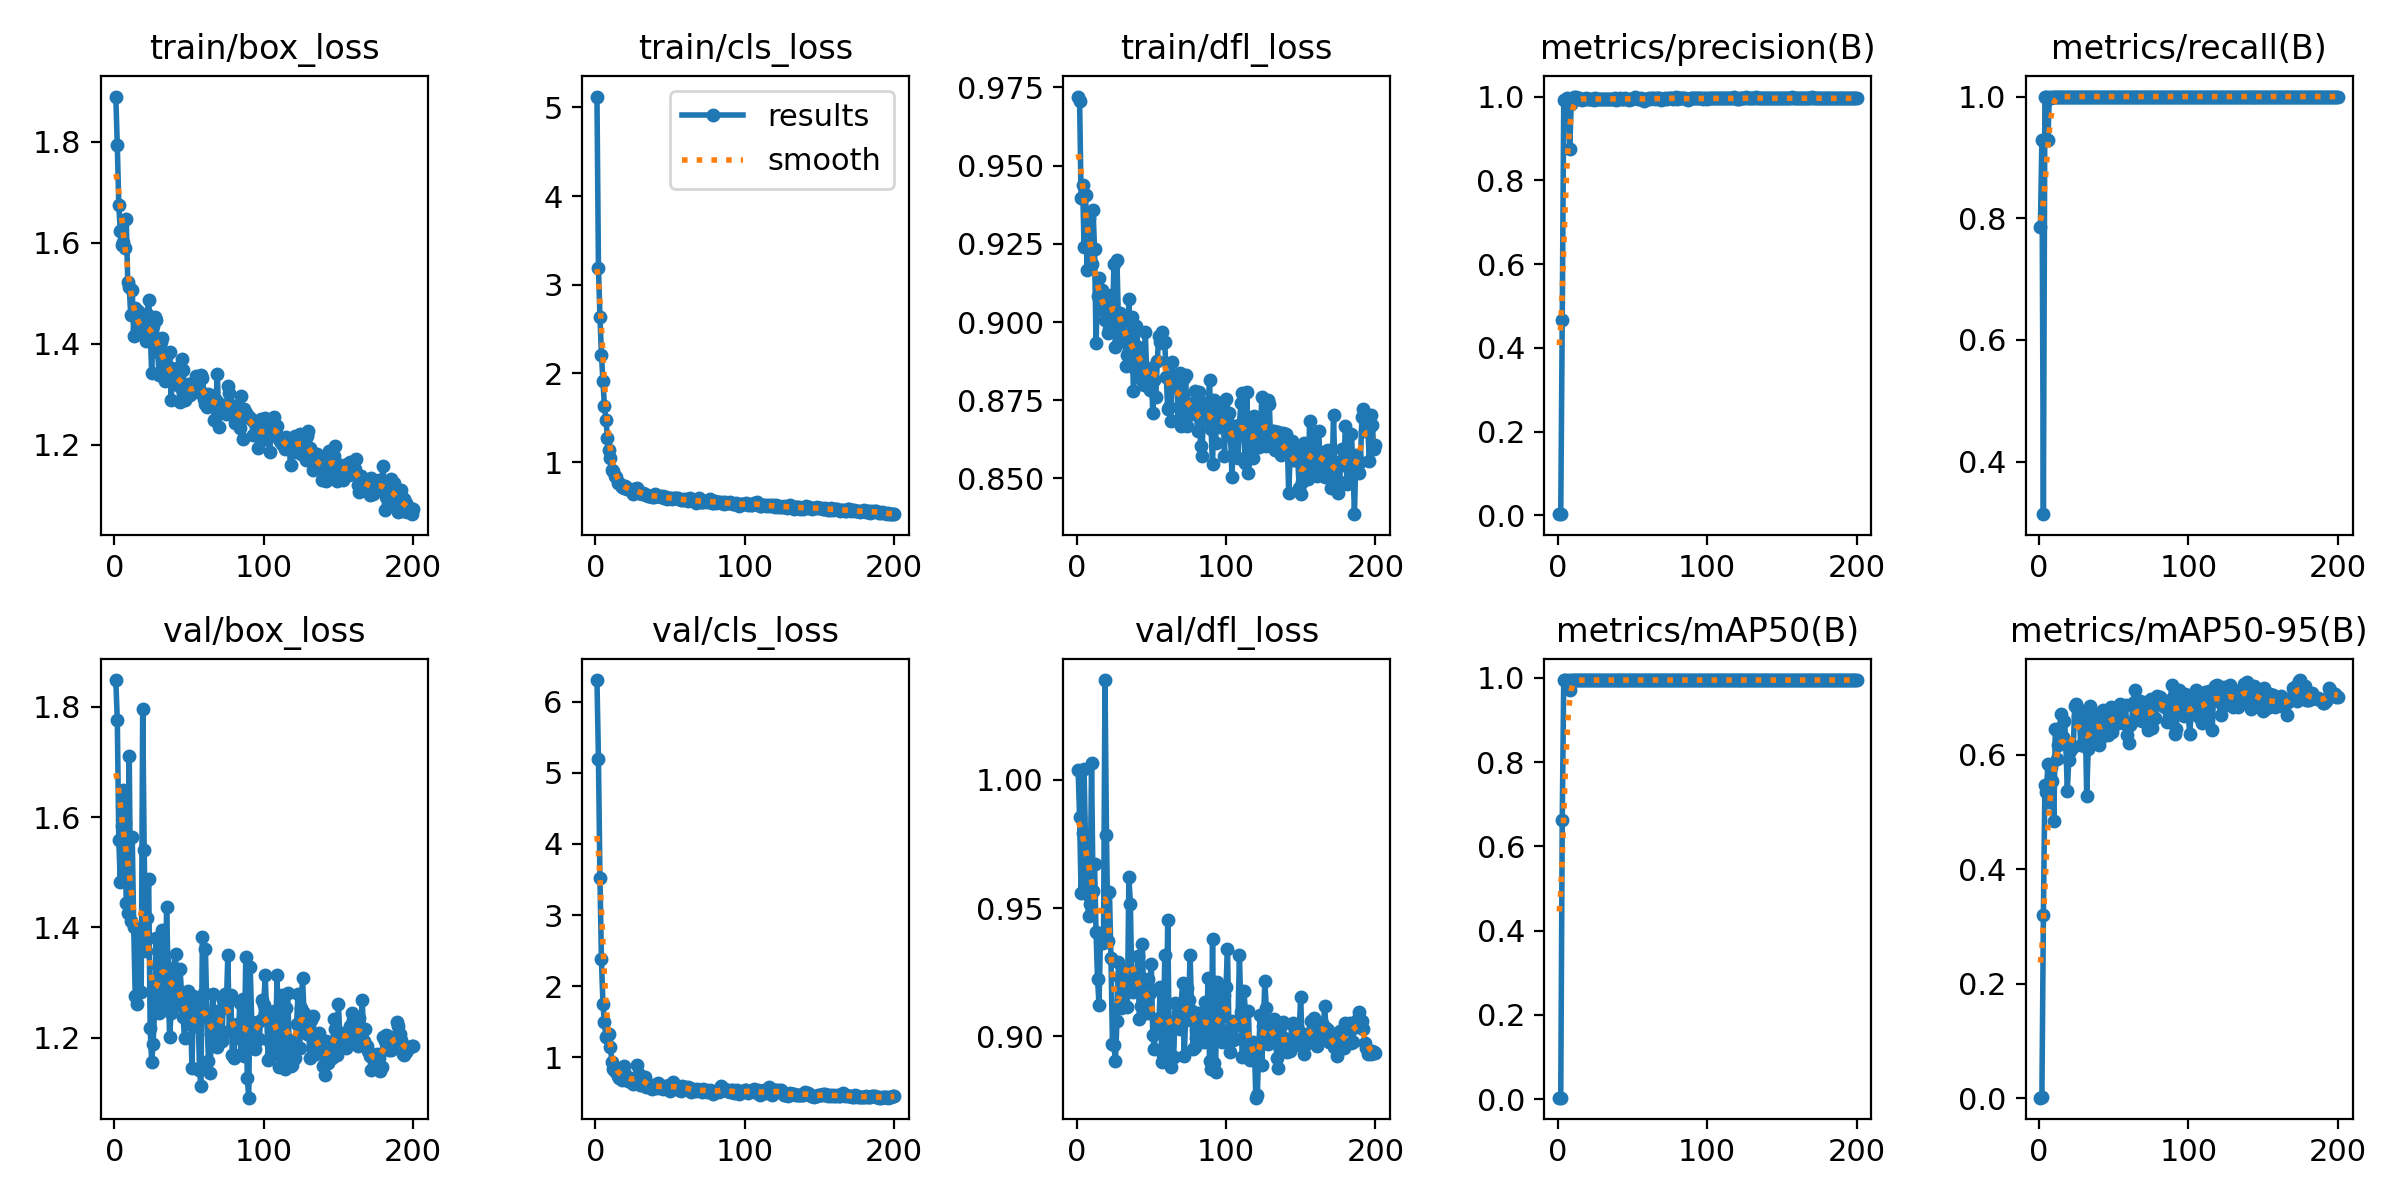 train/box_loss
1.8
1.6
1.4
1.2
0 100 200
train/cls_loss
results
smooth
5
4
3
2
1
0 100 200
train/dfl_loss
0.975
0.950
0.925
0.900
0.875
0.850
0 100 200
metrics/precision(B)
1.0
0.8
0.6
0.4
0.2
0.0
0 100 200
metrics/recall(B)
1.0
0.8
0.6
0.4
0 100 200
val/box_loss
1.8
1.6
1.4
1.2
0 100 200
val/cls_loss
6
5
4
3
2
1
0 100 200
val/dfl_loss
1.00
0.95
0.90
0 100 200
metrics/mAP50(B)
1.0
0.8
0.6
0.4
0.2
0.0
0 100 200
metrics/mAP50-95(B)
0.6
0.4
0.2
0.0
0 100 200